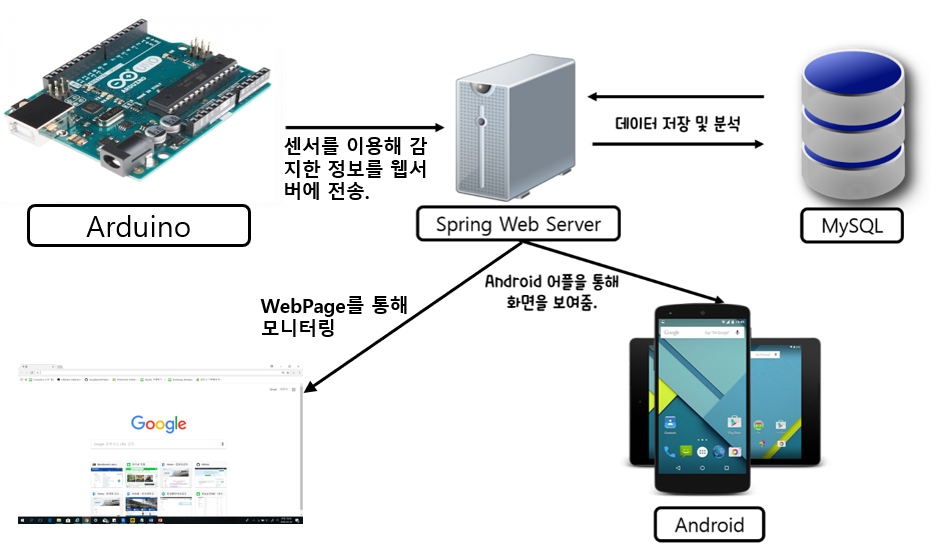 센서를 이용해 감
지한 정보를 웹서
버에 전송.
데이터 저장 및 분석
Arduino
Spring Web Server
MySQL
WebPage를 통해
모니터링
Android 어플을 통해
화면을 보여줌.
Google
Google
Android